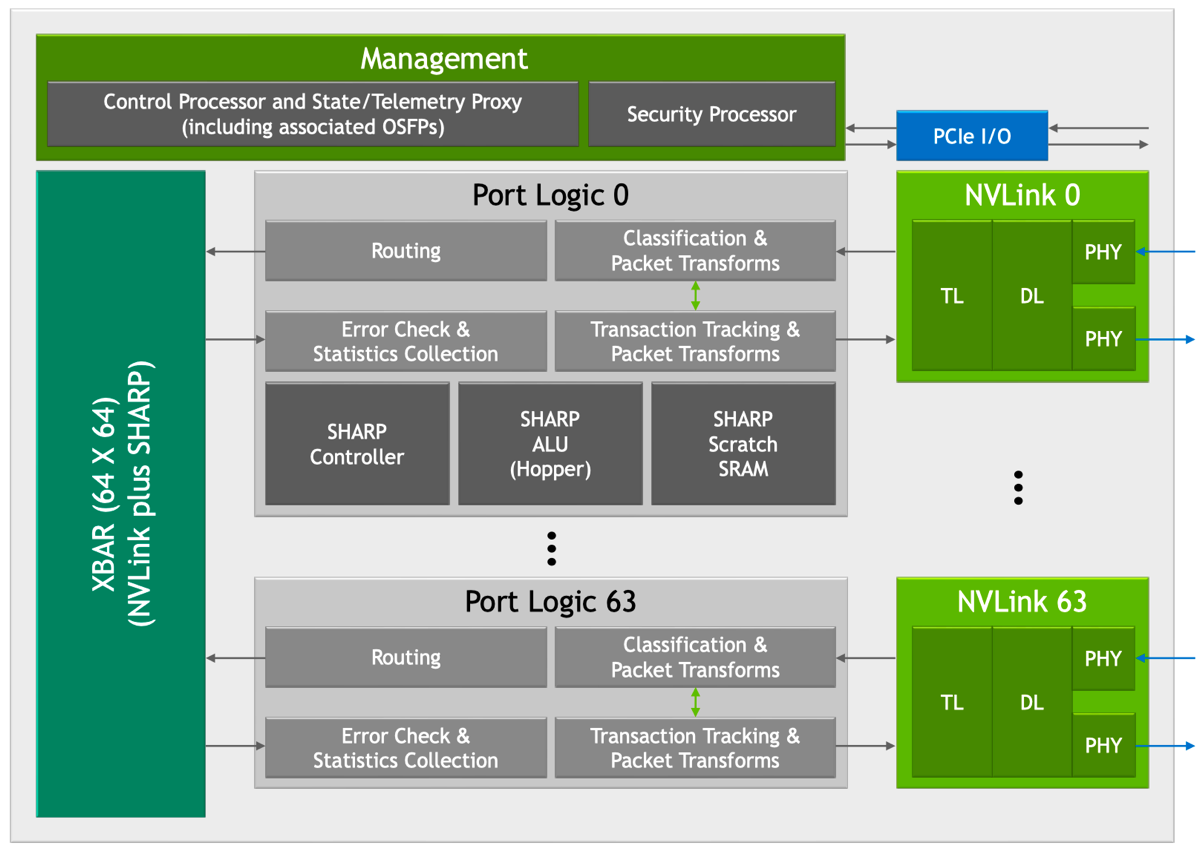 Management
Control Processor and State/Telemetry Proxy
(including associated OSFPs)
Security Processor
PCIe I/O
XBAR (64 X 64)
(NVLink plus SHARP)
Port Logic 0
Routing
Classification &
Packet Transforms
Error Check &
Statistics Collection
Transaction Tracking &
Packet Transforms
SHARP
Controller
SHARP
ALU
(Hopper)
SHARP
Scratch
SRAM
NVLink 0
TL
DL
PHY
PHY
Port Logic 63
Routing
Classification &
Packet Transforms
Error Check &
Statistics Collection
Transaction Tracking &
Packet Transforms
NVLink 63
TL
DL
PHY
PHY